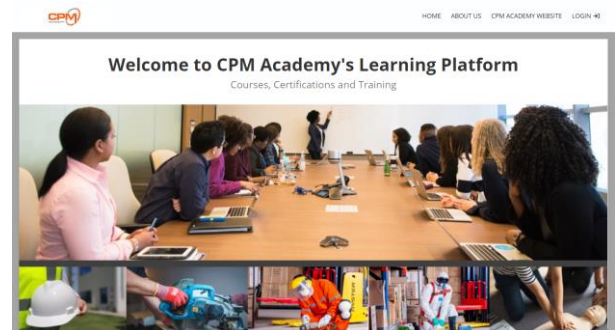 CPM
HOME ABOUT US CPM ACADEMY WEBSITE LOGIN
Welcome to CPM Academy's Learning Platform
Courses, Certifications and Training